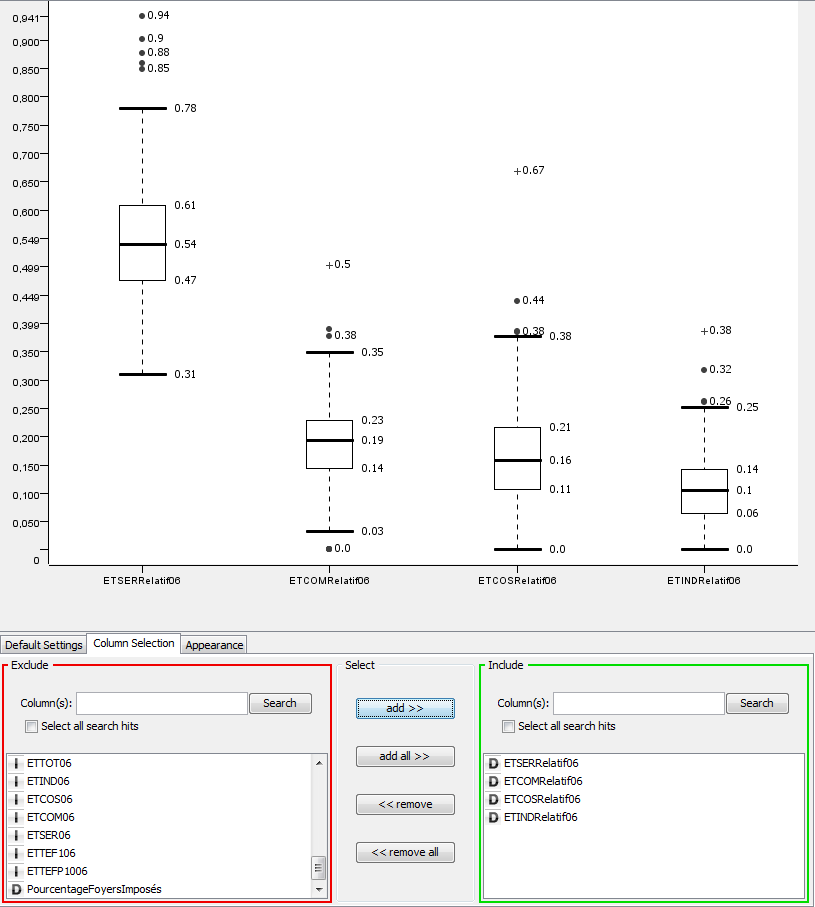 0,941
0,900
0,850
0,800
0,750
0,700
0,650
0,600
0,549
0,499
0,449
0,399
0,350
0,300
0,250
0,200
0,150
0,100
0,050
0
0.94
0.9
0.88
0.85
0.78
0.61
0.54
0.47
0.31
0.5
0.38
0.35
0.23
0.19
0.14
0.03
0.0
0.67
0.44
0.38
0.38
0.21
0.16
0.11
0.0
0.38
0.32
0.26
0.25
0.14
0.1
0.06
0.0
ETSERRelatif06 ETCOMRelatif06 ETCOSRelatif06 ETINDRelatif06
Default Settings Column Selection Appearance
Exclude
Column(s): Search
Select all search hits
ETTOT06
ETIND06
ETCOS06
ETCOM06
ETSER06
ETTEF106
ETTEFP1006
PourcentageFoyersImposés
Select
add >>
add all >>
<< remove
<< remove all
Include
Column(s): Search
Select all search hits
ETSERRelatif06
ETCOMRelatif06
ETCOSRelatif06
ETINDRelatif06